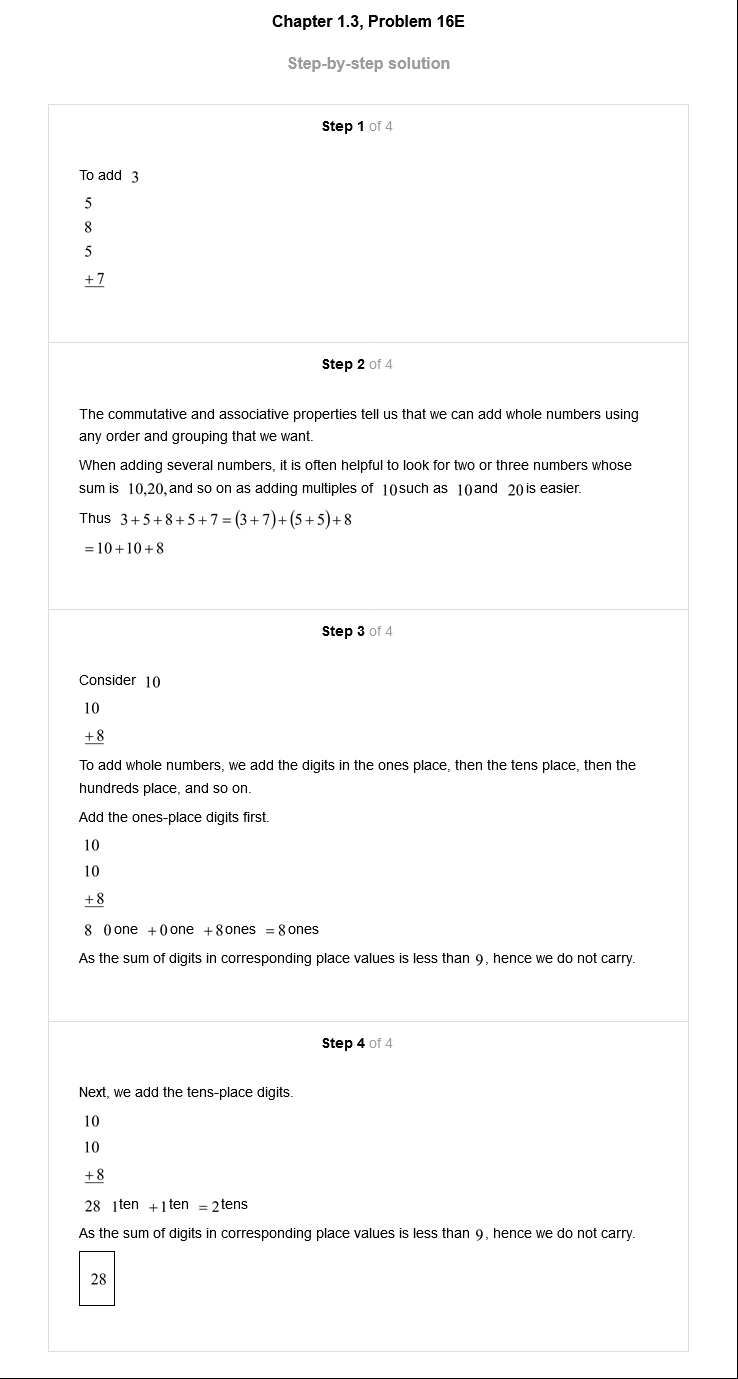 Chapter 1.3, Problem 16E
Step-by-step solution
Step 1 of 4
To add 3
5
8
5
+7
Step 2 of 4
The commutative and associative properties tell us that we can add whole numbers using
any order and grouping that we want.
When adding several numbers, it is often helpful to look for two or three numbers whose
sum is 10,20, and so on as adding multiples of 10 such as 10 and 20 is easier.
Thus 3+5+8+5+7=(3+7)+(5+5)+8
=10+10+8
Step 3 of 4
Consider 10
10
+8
To add whole numbers, we add the digits in the ones place, then the tens place, then the
hundreds place, and so on.
Add the ones-place digits first.
10
10
+8
8 0 one +0 one +8 ones =8 ones
As the sum of digits in corresponding place values is less than 9, hence we do not carry.
Step 4 of 4
Next, we add the tens-place digits.
10
10
+8
28 1 ten +1 ten =2 tens
As the sum of digits in corresponding place values is less than 9, hence we do not carry.
28